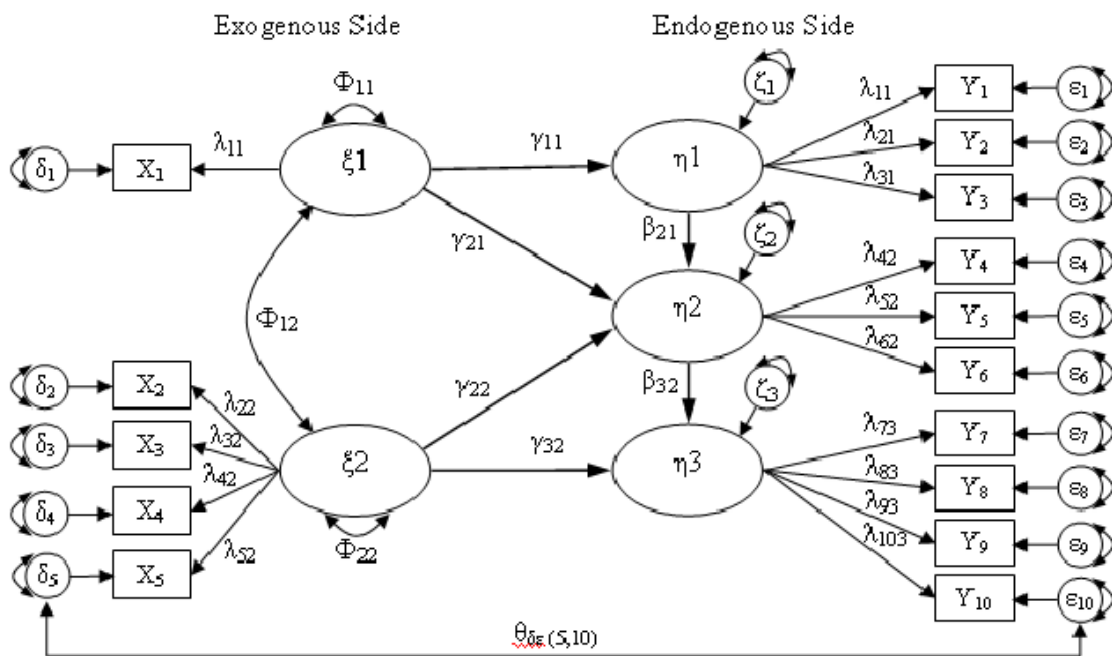 Exogenous Side
Endogenous Side
Φ11
ζ1
λ11
Y1
ε1
δ1
X1
λ11
ξ1
γ11
η1
λ21
Y2
ε2
λ31
Y3
ε3
γ21
β21
ζ2
λ42
Y4
ε4
Φ12
η2
λ52
Y5
ε5
λ62
Y6
ε6
δ2
X2
λ22
γ22
β32
ζ3
δ3
X3
λ32
λ73
Y7
ε7
ξ2
γ32
η3
λ83
Y8
ε8
δ4
X4
λ42
λ93
Y9
ε9
δ5
X5
λ52
Φ22
λ103
Y10
ε10
θδε (5,10)